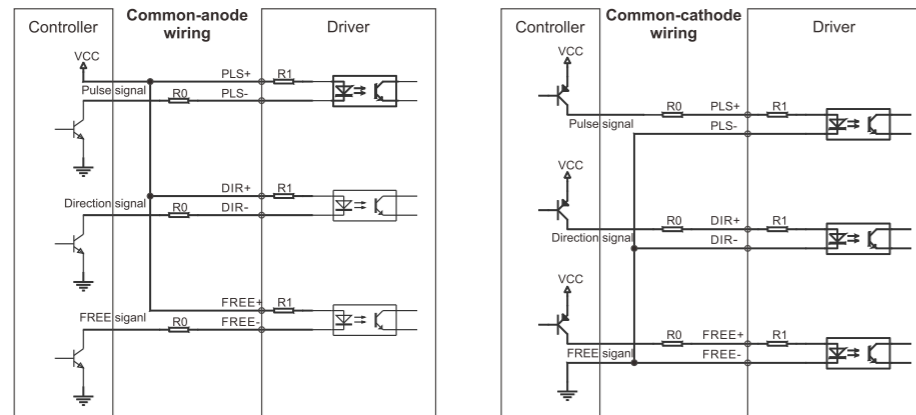 Controller
Common-anode
wiring
Driver
VCC
PLS+
R1
Pulse signal
R0
PLS-
DIR+
R1
Direction signal
R0
DIR-
FREE+
R1
FREE siganl
R0
FREE-
Controller
Common-cathode
wiring
Driver
VCC
R0
PLS+
R1
Pulse signal
PLS-
VCC
R0
DIR+
R1
Direction signal
DIR-
VCC
R0
FREE+
R1
FREE siganl
FREE-